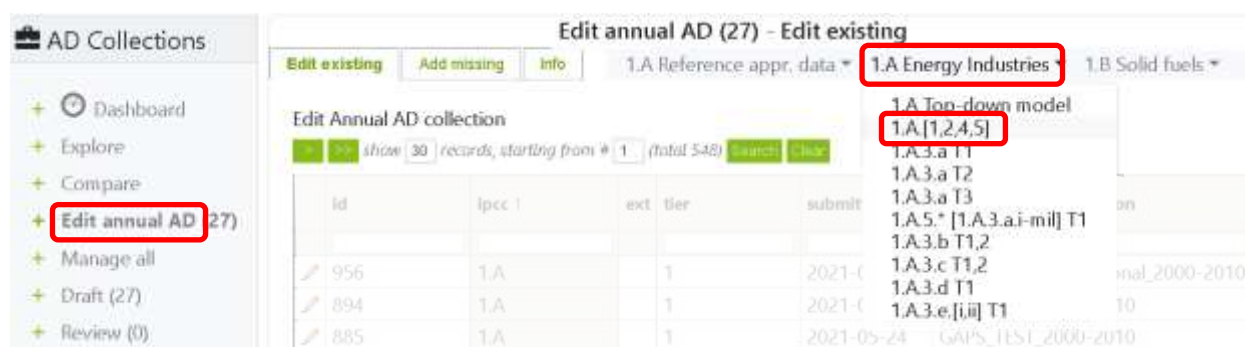 AD Collections
Dashboard
Explore
Compare
Edit annual AD (27)
Manage all
Draft (27)
Review (0)
Edit annual AD (27) - Edit existing
Edit existing Add missing Info 1.A Reference appr. data 1.A Energy Industries 1.B Solid fuels
1.A Top-down model
1.A.[1,2,4,5]
1.A.3.a T1
1.A.3.a T2
1.A.3.a T3
1.A.5.* [1.A.3.a.i-mil] T1
1.A.3.b T1,2
1.A.3.c T1,2
1.A.3.d T1
1.A.3.e.[i,ii] T1
Edit Annual AD collection
> >> show 30 records, starting from # 1 (total 548) Search Clear
id ipcc ↑ ext tier submit on
956 1.A 1 2021-0 onal_2000-2010
894 1.A 1 2021-0 10
885 1.A 1 2021-05-24 GAPS_TEST_2000-2010